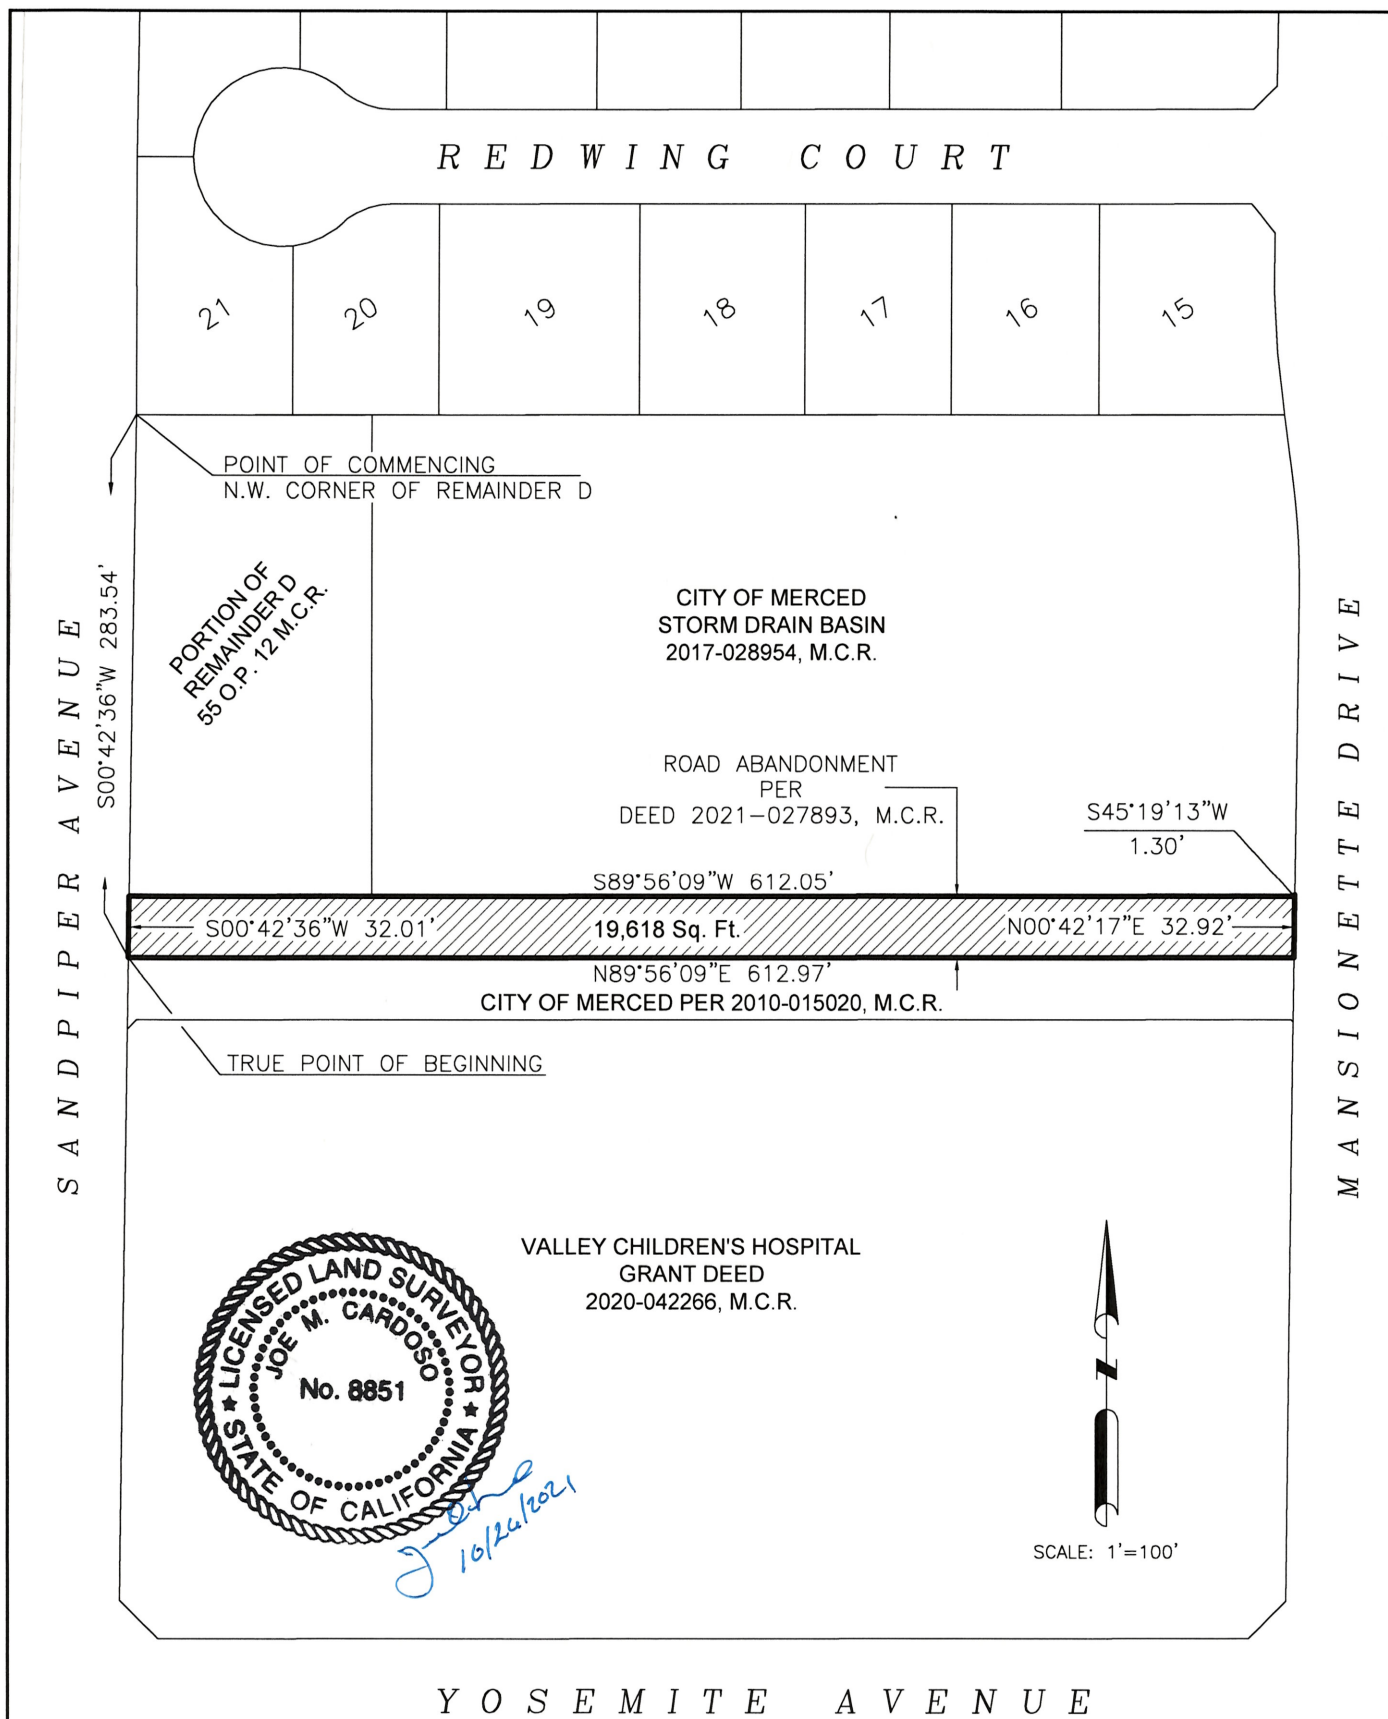 REDWING COURT
21
20
19
18
17
16
15
POINT OF COMMENCING
N.W. CORNER OF REMAINDER D
SANDPIPER AVENUE
S00°42'36"W 283.54'
PORTION OF
REMAINDER D
55 O.P. 12 M.C.R.
CITY OF MERCED
STORM DRAIN BASIN
2017-028954, M.C.R.
MANSIONETTE DRIVE
ROAD ABANDONMENT
PER
DEED 2021-027893, M.C.R.
S45°19'13"W
1.30'
S89°56'09"W 612.05'
S00°42'36"W 32.01'
19,618 Sq. Ft.
N00°42'17"E 32.92'
N89°56'09"E 612.97'
CITY OF MERCED PER 2010-015020, M.C.R.
TRUE POINT OF BEGINNING
VALLEY CHILDREN'S HOSPITAL
GRANT DEED
2020-042266, M.C.R.
LICENSED LAND SURVEYOR
JOE M. CARDOSO
No. 8851
STATE OF CALIFORNIA
Z
SCALE: 1'=100'
YOSEMITE AVENUE